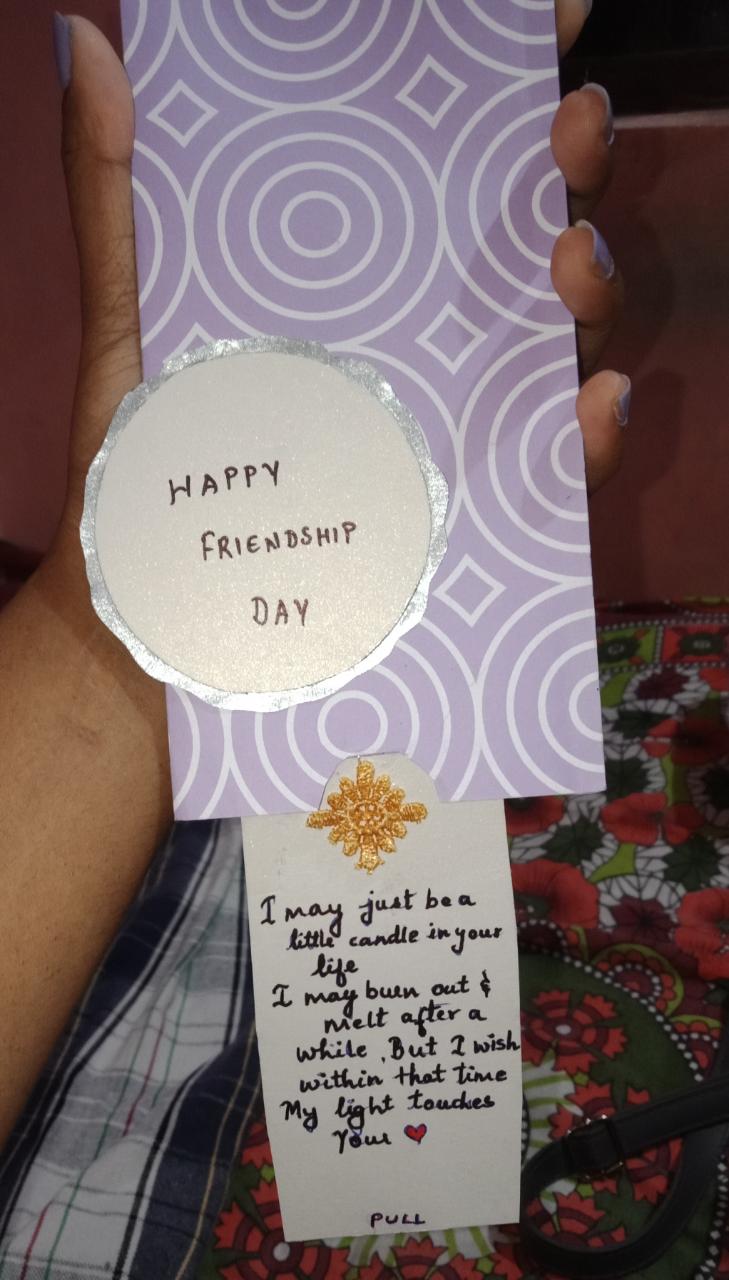 HAPPY
FRIENDSHIP
DAY
I may just be a
little candle in your
life
I may burn out &
melt after a
while , But I wish
within that time
My light touches
Your ❤
PULL